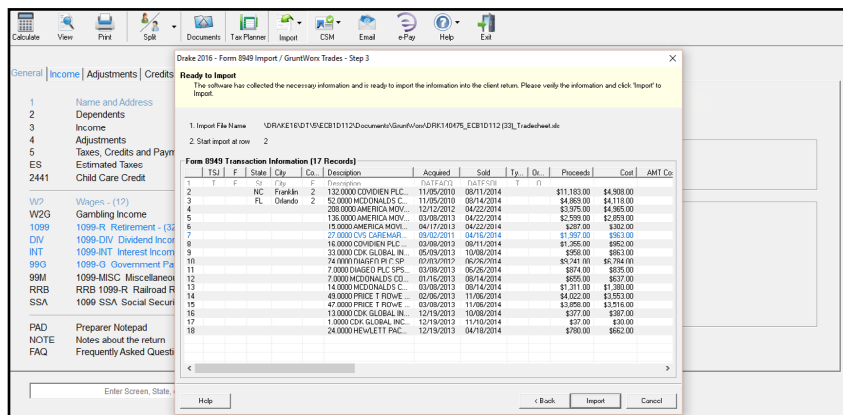 Calculate View Print Split Documents Tax Planner Import CSM Email e-Pay Help Exit
Drake 2016 - Form 8949 Import / GruntWorx Trades - Step 3
Ready to Import
The software has collected the necessary information and is ready to import the information into the client return. Please verify the information and click 'Import' to
Import.
General Income Adjustments Credits
1 Name and Address
2 Dependents
3 Income
4 Adjustments
5 Taxes, Credits and Paym
ES Estimated Taxes
2441 Child Care Credit
W2 Wages - (12)
W2G Gambling Income
1099 1099-R Retirement - (32
DIV 1099-DIV Dividend Incor
INT 1099-INT Interest Incom
99G 1099-G Government Pa
99M 1099-MISC Miscellaneou
RRB RRB 1099-R Railroad R
SSA 1099 SSA Social Securi
PAD Preparer Notepad
NOTE Notes about the return
FAQ Frequently Asked Questi
Enter Screen, State,
1. Import File Name \DRAKE16\DT\5\ECB1D112\Documents\GruntWorx\DRK140475_ECB1D112 (33)_Tradesheet.xls
2. Start import at row 2
Form 8949 Transaction Information (17 Records)
TSJ F State City Co... Description Acquired Sold Ty... Or... Proceeds Cost AMT Co:
1 T F St City F Description DATEACQ DATESOL T O
2 NC Franklin 2 132.0000 COVIDIEN PLC... 11/05/2010 08/11/2014 $11,183.00 $4,908.00
3 FL Orlando 2 52.0000 MCDONALDS C... 11/05/2010 08/14/2014 $4,869.00 $4,118.00
4 208.0000 AMERICA MOV... 12/12/2012 04/22/2014 $3,975.00 $4,965.00
5 136.0000 AMERICA MOV... 03/08/2013 04/22/2014 $2,599.00 $2,859.00
6 15.0000 AMERICA MOVI... 04/17/2013 04/22/2014 $287.00 $302.00
7 27.0000 CVS CAREMAR... 09/02/2011 04/16/2014 $1,997.00 $963.00
8 16.0000 COVIDIEN PLC ... 03/08/2013 08/11/2014 $1,355.00 $952.00
9 33.0000 CDK GLOBAL IN... 05/09/2013 10/08/2014 $958.00 $863.00
10 74.0000 DIAGEO PLC SP... 02/03/2012 06/26/2014 $9,241.00 $6,784.00
11 7.0000 DIAGEO PLC SPS... 03/08/2013 06/26/2014 $874.00 $835.00
12 7.0000 MCDONALDS CO... 01/16/2013 08/14/2014 $655.00 $637.00
13 14.0000 MCDONALDS C... 03/08/2013 08/14/2014 $1,311.00 $1,380.00
14 49.0000 PRICE T ROWE ... 02/06/2013 11/06/2014 $4,022.00 $3,553.00
15 47.0000 PRICE T ROWE ... 03/08/2013 11/06/2014 $3,858.00 $3,516.00
16 13.0000 CDK GLOBAL IN... 12/19/2013 10/08/2014 $377.00 $387.00
17 1.0000 CDK GLOBAL INC... 12/19/2013 11/10/2014 $37.00 $30.00
18 24.0000 HEWLETT PAC... 12/19/2013 04/18/2014 $780.00 $662.00
Help < Back Import Cancel